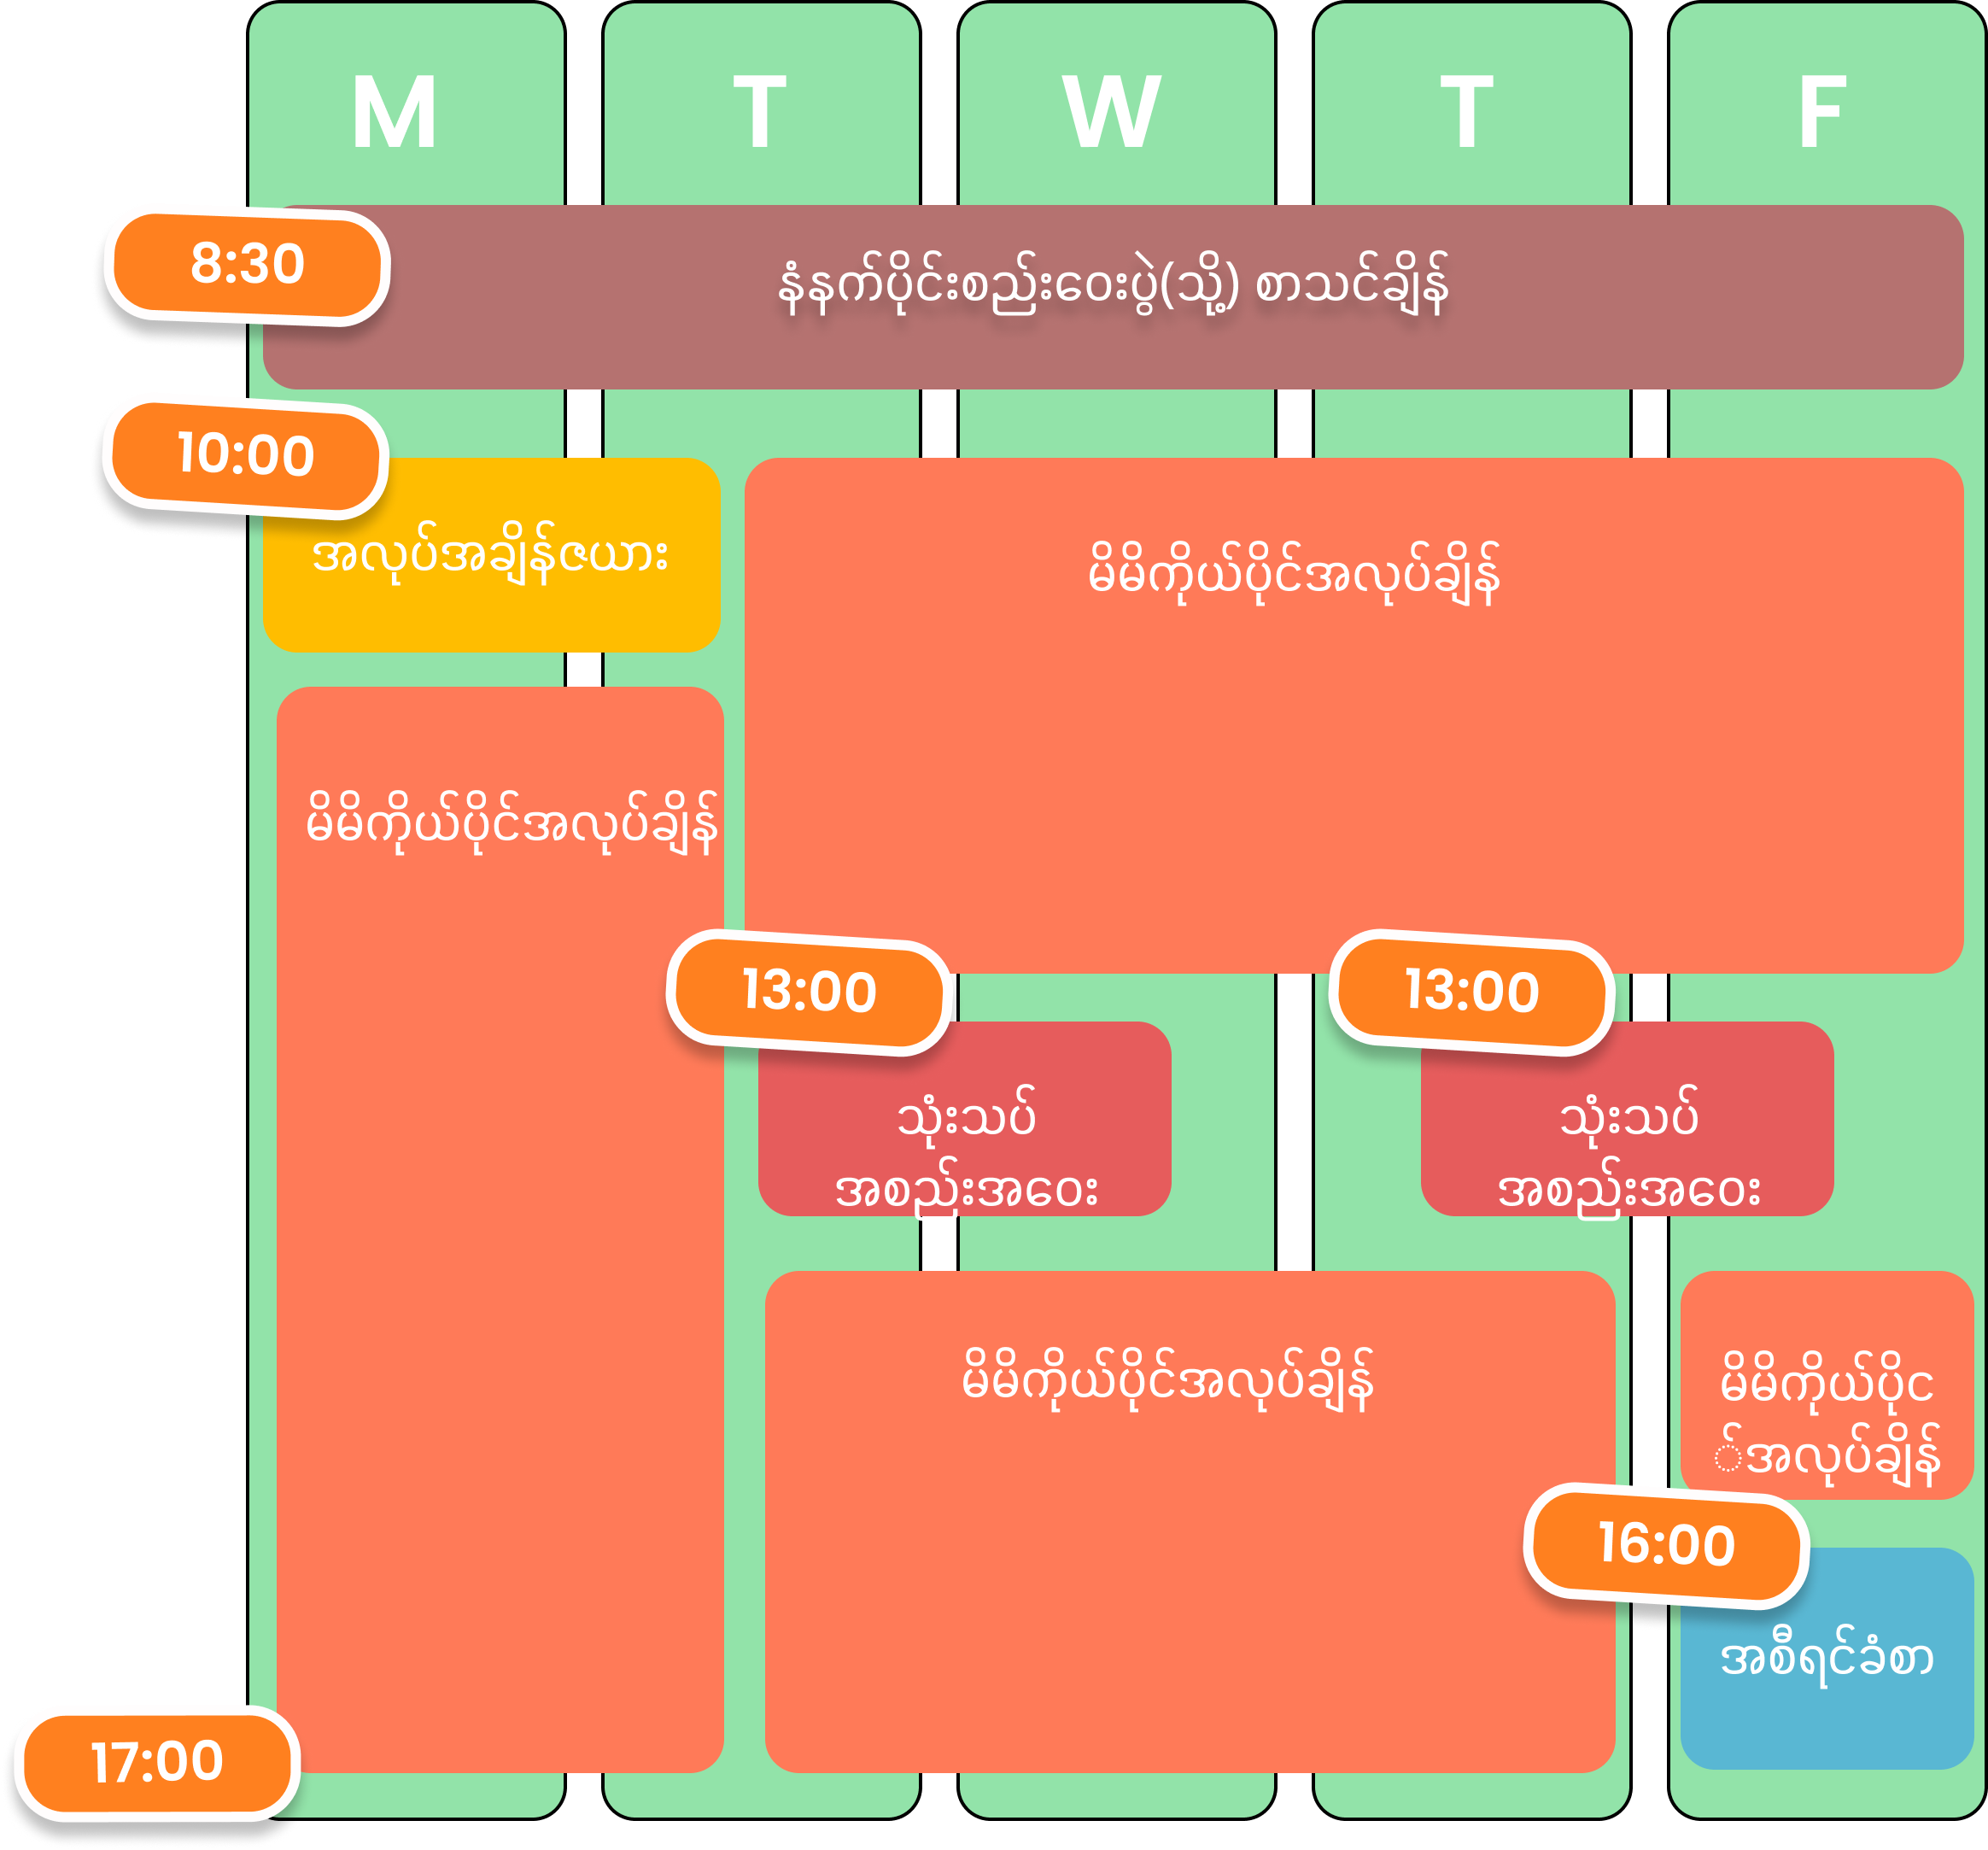 M
T
W
T
F
8:30
နံနက်ပိုင်းစည်းဝေးပွဲ(သို့) စာသင်ချိန်
10:00
အလုပ်အချိန်ဇယား
မိမိကိုယ်ပိုင်အလုပ်ချိန်
မိမိကိုယ်ပိုင်အလုပ်ချိန်
13:00
13:00
သုံးသပ်
အစည်းအဝေး
သုံးသပ်
အစည်းအဝေး
မိမိကိုယ်ပိုင်အလုပ်ချိန်
မိမိကိုယ်ပိုင
်အလုပ်ချိန်
16:00
အစီရင်ခံစာ
17:00